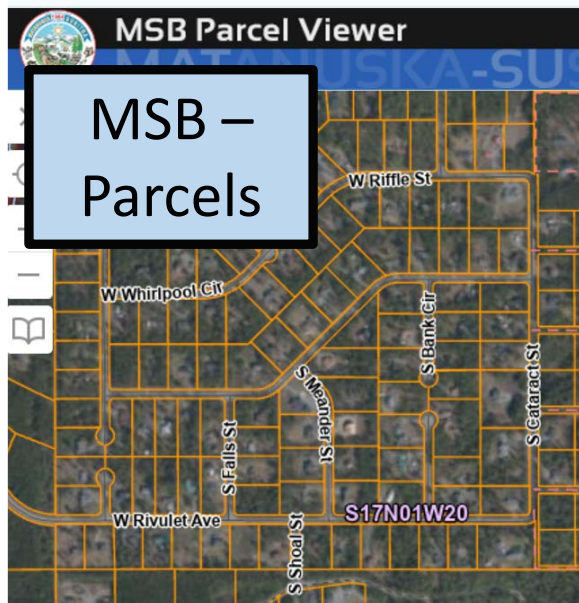 MSB Parcel Viewer
MATANUSKA-SUS
MSB –
Parcels
W Riffle St
W Whirlpool Cir
S Bank Cir
S Meander St
S Cataract St
S Falls St
W Rivulet Ave
S17N01W20
S Shoal St